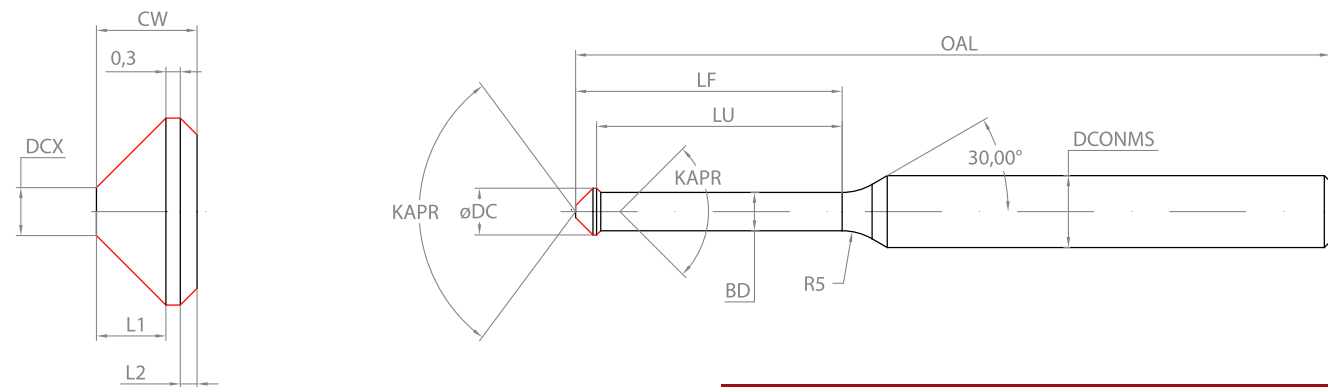 CW
0,3
DCX
L1
L2
OAL
LF
LU
KAPR
KAPR
øDC
BD
R5
30,00°
DCONMS